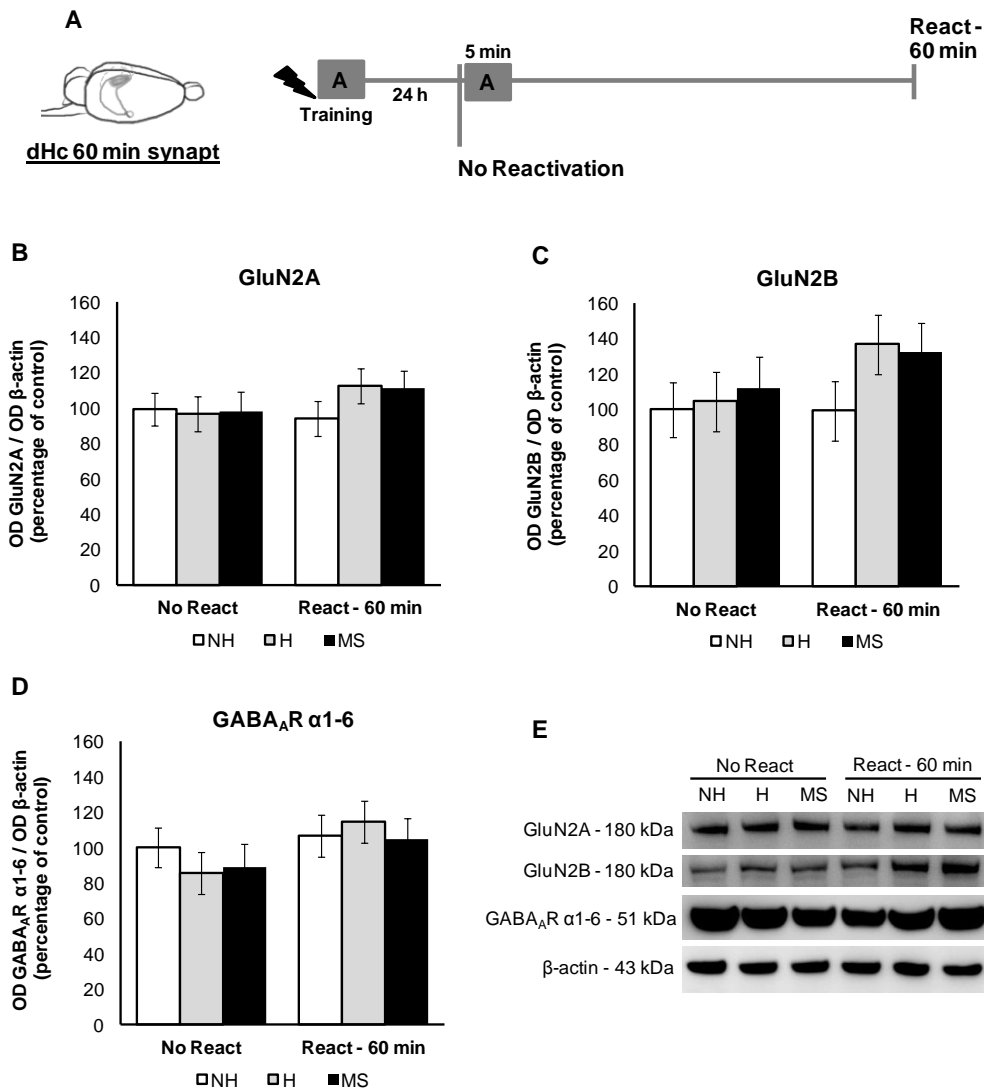 A
dHc 60 min synapt
A
Training
24 h
5 min
A
No Reactivation
React -
60 min
B
GluN2A
OD GluN2A / OD β-actin
(percentage of control)
160
140
120
100
80
60
40
20
0
No React
React - 60 min
NH H MS
C
GluN2B
OD GluN2B / OD β-actin
(percentage of control)
160
140
120
100
80
60
40
20
0
No React
React - 60 min
NH H MS
D
GABAAR α1-6
OD GABAAR α1-6 / OD β-actin
(percentage of control)
160
140
120
100
80
60
40
20
0
No React
React - 60 min
NH H MS
E
No React React - 60 min
NH H MS NH H MS
GluN2A - 180 kDa
GluN2B - 180 kDa
GABAAR α1-6 - 51 kDa
β-actin - 43 kDa